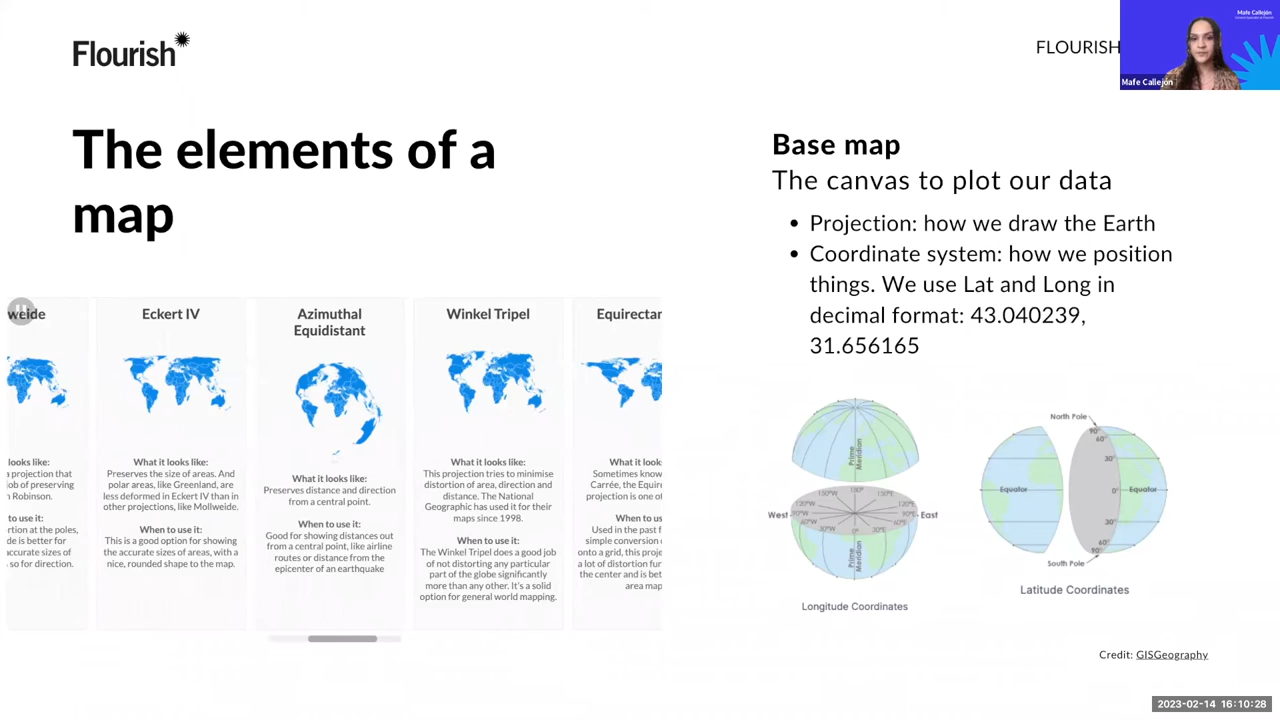 Flourish
FLOURISH
Mafe Callejón
Mafe Callejón
The elements of a
map
Base map
The canvas to plot our data
• Projection: how we draw the Earth
• Coordinate system: how we position
things. We use Lat and Long in
decimal format: 43.040239,
31.656165
weide
looks like:
a projection that
job of preserving
n Robinson.
to use it:
ortion at the poles,
de is better for
accurate sizes of
so for direction.
Eckert IV
What it looks like:
Preserves the size of areas. And
polar areas, like Greenland, are
less deformed in Eckert IV than in
other projections, like Mollweide.
When to use it:
This is a good option for showing
the accurate sizes of areas, with a
nice, rounded shape to the map.
Azimuthal
Equidistant
What it looks like:
Preserves distance and direction
from a central point.
When to use it:
Good for showing distances out
from a central point, like airline
routes or distance from the
epicenter of an earthquake
Winkel Tripel
What it looks like:
This projection tries to minimise
distortion of area, direction and
distance. The National
Geographic has used it for their
maps since 1998.
When to use it:
The Winkel Tripel does a good job
of not distorting any particular
part of the globe significantly
more than any other. It's a solid
option for general world mapping.
Equirectan
What it look
Sometimes know
Carrée, the Equire
projection is one of
When to us
Used in the past f
simple conversion
onto a grid, this proje
a lot of distortion fur
the center and is bet
area map
Prime
Meridian
150°W 180° 150°E
120°W 120°E
West 90°W 90°E East
60°W 60°E
30°W 0° 30°E
Prime
Meridian
Longitude Coordinates
North Pole
90°
60°
30°
Equator 0° Equator
30°
60°
90°
South Pole
Latitude Coordinates
Credit: GISGeography
2023-02-14 16:10:28